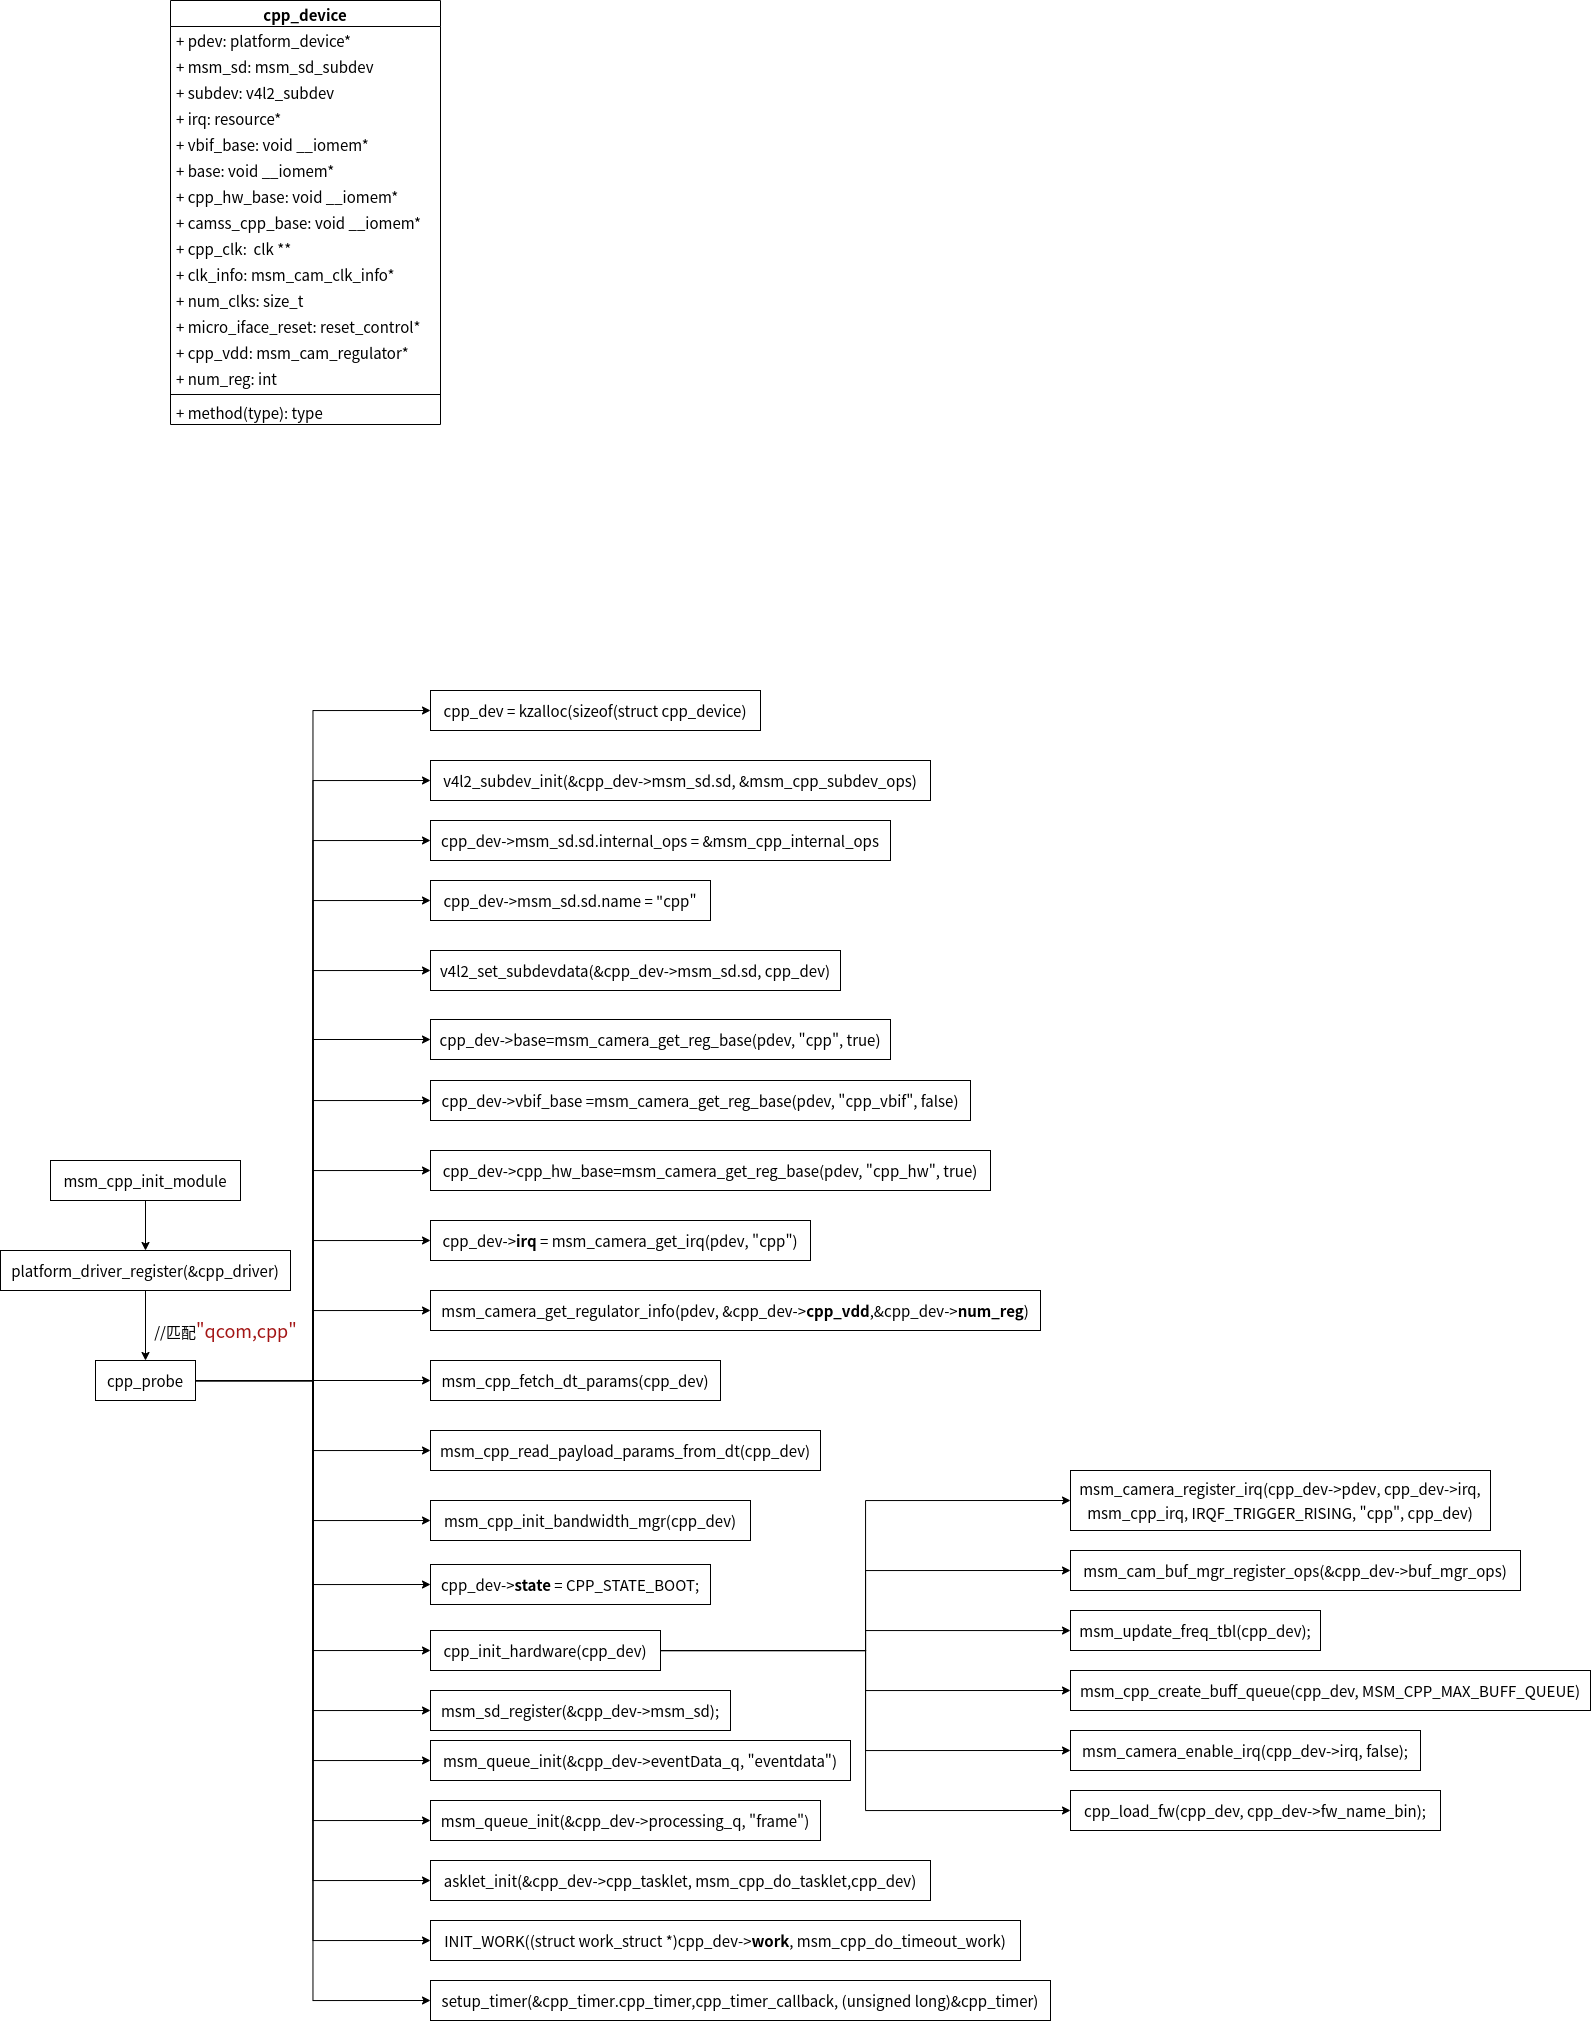 cpp_device
+ pdev: platform_device*
+ msm_sd: msm_sd_subdev
+ subdev: v4l2_subdev
+ irq: resource*
+ vbif_base: void __iomem*
+ base: void __iomem*
+ cpp_hw_base: void __iomem*
+ camss_cpp_base: void __iomem*
+ cpp_clk:  clk **
+ clk_info: msm_cam_clk_info*
+ num_clks: size_t
+ micro_iface_reset: reset_control*
+ cpp_vdd: msm_cam_regulator*
+ num_reg: int
+ method(type): type
msm_cpp_init_module
platform_driver_register(&cpp_driver)
//匹配"qcom,cpp"
cpp_probe
cpp_dev = kzalloc(sizeof(struct cpp_device)
v4l2_subdev_init(&cpp_dev->msm_sd.sd, &msm_cpp_subdev_ops)
cpp_dev->msm_sd.sd.internal_ops = &msm_cpp_internal_ops
cpp_dev->msm_sd.sd.name = "cpp"
v4l2_set_subdevdata(&cpp_dev->msm_sd.sd, cpp_dev)
cpp_dev->base=msm_camera_get_reg_base(pdev, "cpp", true)
cpp_dev->vbif_base =msm_camera_get_reg_base(pdev, "cpp_vbif", false)
cpp_dev->cpp_hw_base=msm_camera_get_reg_base(pdev, "cpp_hw", true)
cpp_dev->irq = msm_camera_get_irq(pdev, "cpp")
msm_camera_get_regulator_info(pdev, &cpp_dev->cpp_vdd,&cpp_dev->num_reg)
msm_cpp_fetch_dt_params(cpp_dev)
msm_cpp_read_payload_params_from_dt(cpp_dev)
msm_cpp_init_bandwidth_mgr(cpp_dev)
cpp_dev->state = CPP_STATE_BOOT;
cpp_init_hardware(cpp_dev)
msm_sd_register(&cpp_dev->msm_sd);
msm_queue_init(&cpp_dev->eventData_q, "eventdata")
msm_queue_init(&cpp_dev->processing_q, "frame")
asklet_init(&cpp_dev->cpp_tasklet, msm_cpp_do_tasklet,cpp_dev)
INIT_WORK((struct work_struct *)cpp_dev->work, msm_cpp_do_timeout_work)
setup_timer(&cpp_timer.cpp_timer,cpp_timer_callback, (unsigned long)&cpp_timer)
msm_camera_register_irq(cpp_dev->pdev, cpp_dev->irq,
msm_cpp_irq, IRQF_TRIGGER_RISING, "cpp", cpp_dev)
msm_cam_buf_mgr_register_ops(&cpp_dev->buf_mgr_ops)
msm_update_freq_tbl(cpp_dev);
msm_cpp_create_buff_queue(cpp_dev, MSM_CPP_MAX_BUFF_QUEUE)
msm_camera_enable_irq(cpp_dev->irq, false);
cpp_load_fw(cpp_dev, cpp_dev->fw_name_bin);